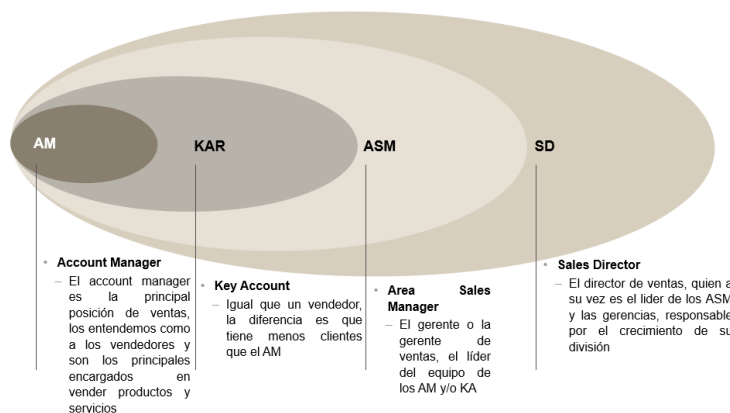 AM
KAR
ASM
SD
Account Manager
– El account manager
es la principal
posición de ventas,
los entendemos como
a los vendedores y
son los principales
encargados en
vender productos y
servicios
Key Account
– Igual que un vendedor,
la diferencia es que
tiene menos clientes
que el AM
Area Sales
Manager
– El gerente o la
gerente de
ventas, el líder
del equipo de
los AM y/o KA
Sales Director
– El director de ventas, quien a
su vez es el lider de los ASM
y las gerencias, responsable
por el crecimiento de su
división